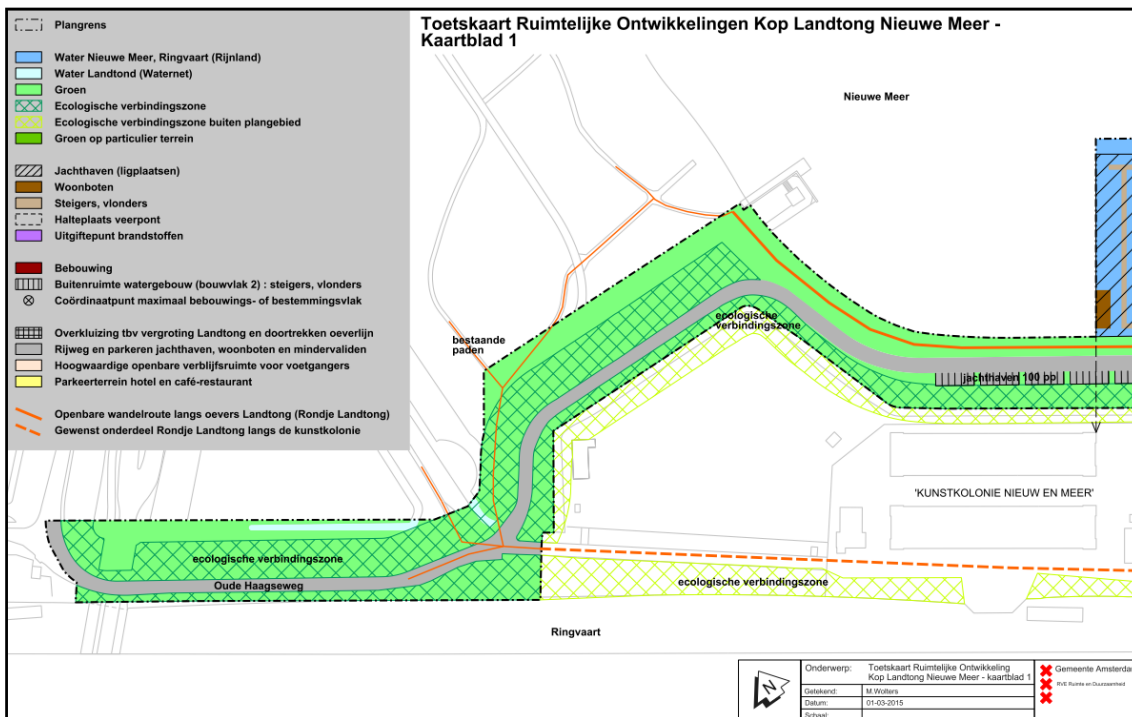 Toetskaart Ruimtelijke Ontwikkelingen Kop Landtong Nieuwe Meer -
Kaartblad 1
Plangrens
Water Nieuwe Meer, Ringvaart (Rijnland)
Water Landtond (Waternet)
Groen
Ecologische verbindingszone
Ecologische verbindingszone buiten plangebied
Groen op particulier terrein
Jachthaven (ligplaatsen)
Woonboten
Steigers, vlonders
Halteplaats veerpont
Uitgiftepunt brandstoffen
Bebouwing
Buitenruimte watergebouw (bouwvlak 2) : steigers, vlonders
Coördinaatpunt maximaal bebouwings- of bestemmingsvlak
Overkluizing tbv vergroting Landtong en doortrekken oeverlijn
Rijweg en parkeren jachthaven, woonboten en mindervaliden
Hoogwaardige openbare verblijfsruimte voor voetgangers
Parkeerterrein hotel en café-restaurant
Openbare wandelroute langs oevers Landtong (Rondje Landtong)
Gewenst onderdeel Rondje Landtong langs de kunstkolonie
Nieuwe Meer
ecologische
verbindingszone
bestaande
paden
jachthaven 100 pp
'KUNSTKOLONIE NIEUW EN MEER'
ecologische verbindingszone
ecologische verbindingszone
Oude Haagseweg
Ringvaart
N
Onderwerp: Toetskaart Ruimtelijke Ontwikkeling
Kop Landtong Nieuwe Meer - kaartblad 1
Getekend: M.Wolters
Datum: 01-03-2015
Schaal:
Gemeente Amsterda
RVE Ruimte en Duurzaamheid